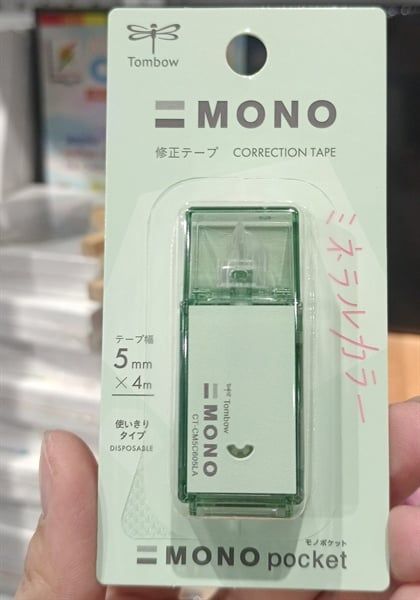 Tombow
MONO
修正テープ CORRECTION TAPE
ミネラルカラー
テープ幅
5mm
×4m
使いきり
タイプ
DISPOSABLE
Tombow
MONO
CT-CM5C605LA
モノポケット
MONO pocket